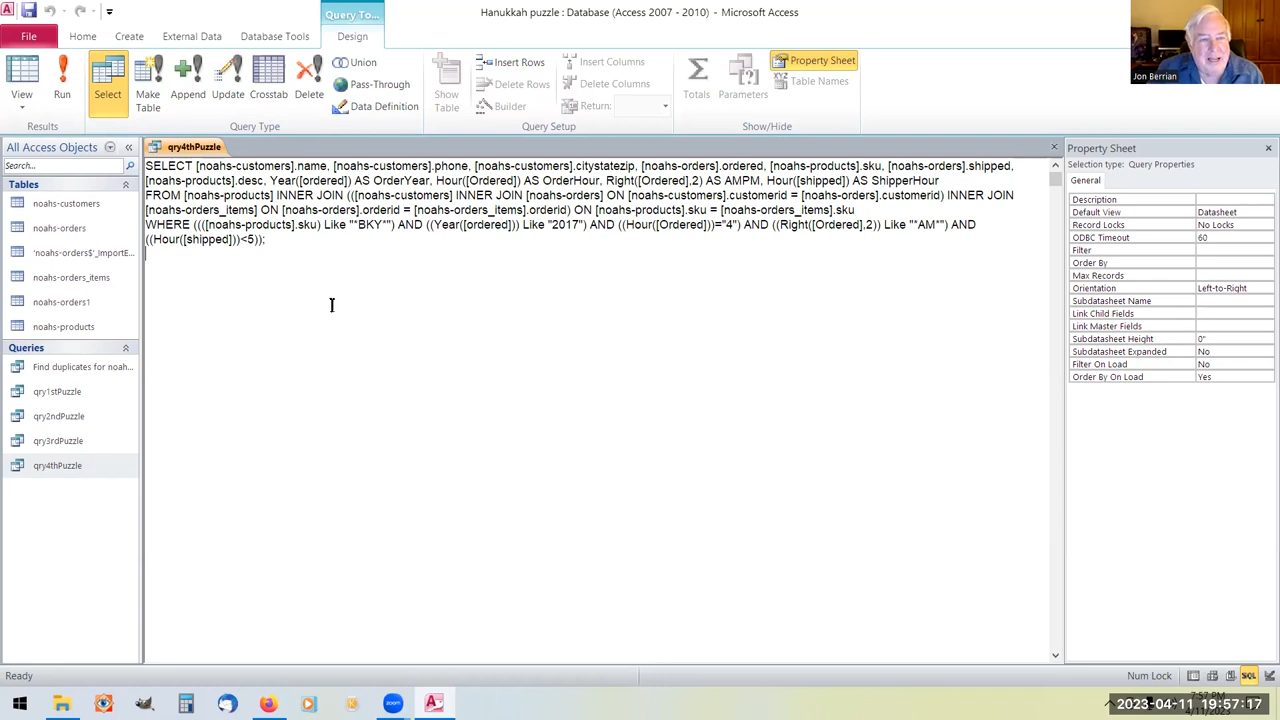 Hanukkah puzzle : Database (Access 2007 - 2010) - Microsoft Access
Query To...
File
Home
Create
External Data
Database Tools
Design
Jon Berrian
View
Run
Select
Make Table
Append
Update
Crosstab
Delete
Union
Pass-Through
Data Definition
Show Table
Insert Rows
Delete Rows
Builder
Insert Columns
Delete Columns
Return:
Totals
Parameters
Property Sheet
Table Names
Results
Query Type
Query Setup
Show/Hide
All Access Objects
Search...
Tables
noahs-customers
noahs-orders
'noahs-orders$'_ImportE...
noahs-orders_items
noahs-orders1
noahs-products
Queries
Find duplicates for noah...
qry1stPuzzle
qry2ndPuzzle
qry3rdPuzzle
qry4thPuzzle
qry4thPuzzle
SELECT [noahs-customers].name, [noahs-customers].phone, [noahs-customers].citystatezip, [noahs-orders].ordered, [noahs-products].sku, [noahs-orders].shipped,
[noahs-products].desc, Year([ordered]) AS OrderYear, Hour([Ordered]) AS OrderHour, Right([Ordered],2) AS AMPM, Hour([shipped]) AS ShipperHour
FROM [noahs-products] INNER JOIN (([noahs-customers] INNER JOIN [noahs-orders] ON [noahs-customers].customerid = [noahs-orders].customerid) INNER JOIN
[noahs-orders_items] ON [noahs-orders].orderid = [noahs-orders_items].orderid) ON [noahs-products].sku = [noahs-orders_items].sku
WHERE ((([noahs-products].sku) Like "*BKY*") AND ((Year([ordered])) Like "2017") AND ((Hour([Ordered]))="4") AND ((Right([Ordered],2)) Like "*AM*") AND
((Hour([shipped]))<5));
Property Sheet
Selection type: Query Properties
General
Description
Default View Datasheet
Record Locks No Locks
ODBC Timeout 60
Filter
Order By
Max Records
Orientation Left-to-Right
Subdatasheet Name
Link Child Fields
Link Master Fields
Subdatasheet Height 0"
Subdatasheet Expanded No
Filter On Load No
Order By On Load Yes
Ready
Num Lock
SQL
7:57 PM
2023-04-11 19:57:17
4/11/2023